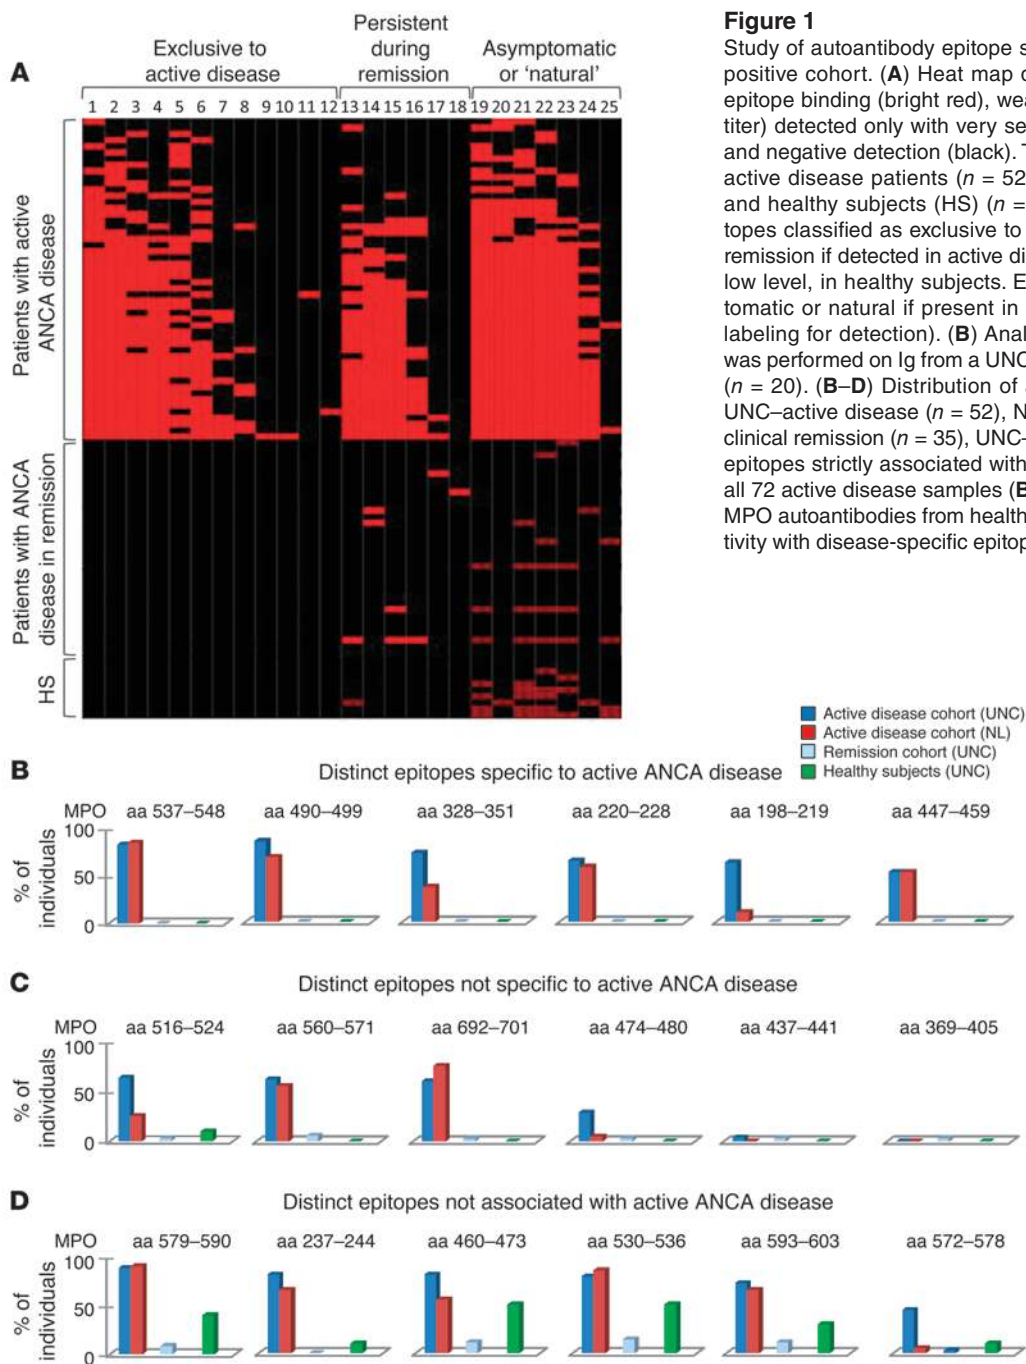 A
Exclusive to active disease
Persistent during remission
Asymptomatic or 'natural'
1 2 3 4 5 6 7 8 9 10 11 12 13 14 15 16 17 18 19 20 21 22 23 24 25
Patients with active ANCA disease
Patients with ANCA disease in remission
HS
Figure 1
Study of autoantibody epitope s
positive cohort. (A) Heat map o
epitope binding (bright red), wea
titer) detected only with very se
and negative detection (black). T
active disease patients (n = 52
and healthy subjects (HS) (n =
topes classified as exclusive to
remission if detected in active di
low level, in healthy subjects. E
tomatic or natural if present in
labeling for detection). (B) Anal
was performed on Ig from a UNC
(n = 20). (B–D) Distribution of
UNC–active disease (n = 52), N
clinical remission (n = 35), UNC–
epitopes strictly associated with
all 72 active disease samples (B
MPO autoantibodies from health
tivity with disease-specific epitop
Active disease cohort (UNC)
Active disease cohort (NL)
Remission cohort (UNC)
Healthy subjects (UNC)
B
Distinct epitopes specific to active ANCA disease
MPO aa 537–548 aa 490–499 aa 328–351 aa 220–228 aa 198–219 aa 447–459
% of individuals
100
50
0
C
Distinct epitopes not specific to active ANCA disease
MPO aa 516–524 aa 560–571 aa 692–701 aa 474–480 aa 437–441 aa 369–405
% of individuals
100
50
0
D
Distinct epitopes not associated with active ANCA disease
MPO aa 579–590 aa 237–244 aa 460–473 aa 530–536 aa 593–603 aa 572–578
% of individuals
100
50
0